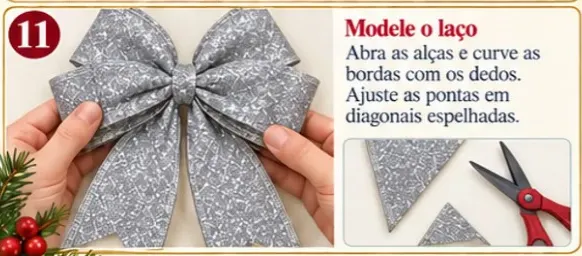 11
Modele o laço
Abra as alças e curve as
bordas com os dedos.
Ajuste as pontas em
diagonais espelhadas.